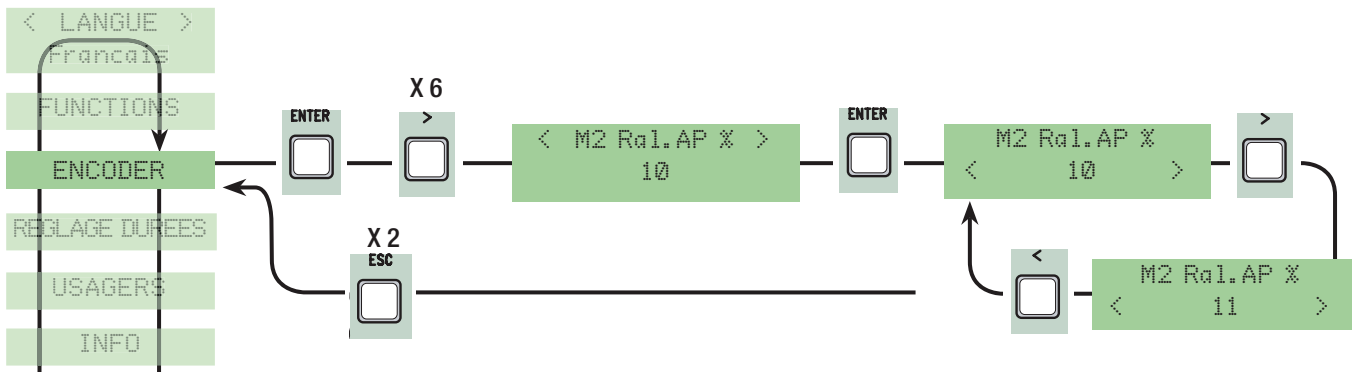 < LANGUE >
Francais
FUNCTIONS
ENCODER
REGLAGE DUREES
USAGERS
INFO
ENTER
X 6
>
< M2 Ral.AP % >
10
ENTER
M2 Ral.AP %
< 10 >
>
X 2
ESC
<
M2 Ral.AP %
< 11 >